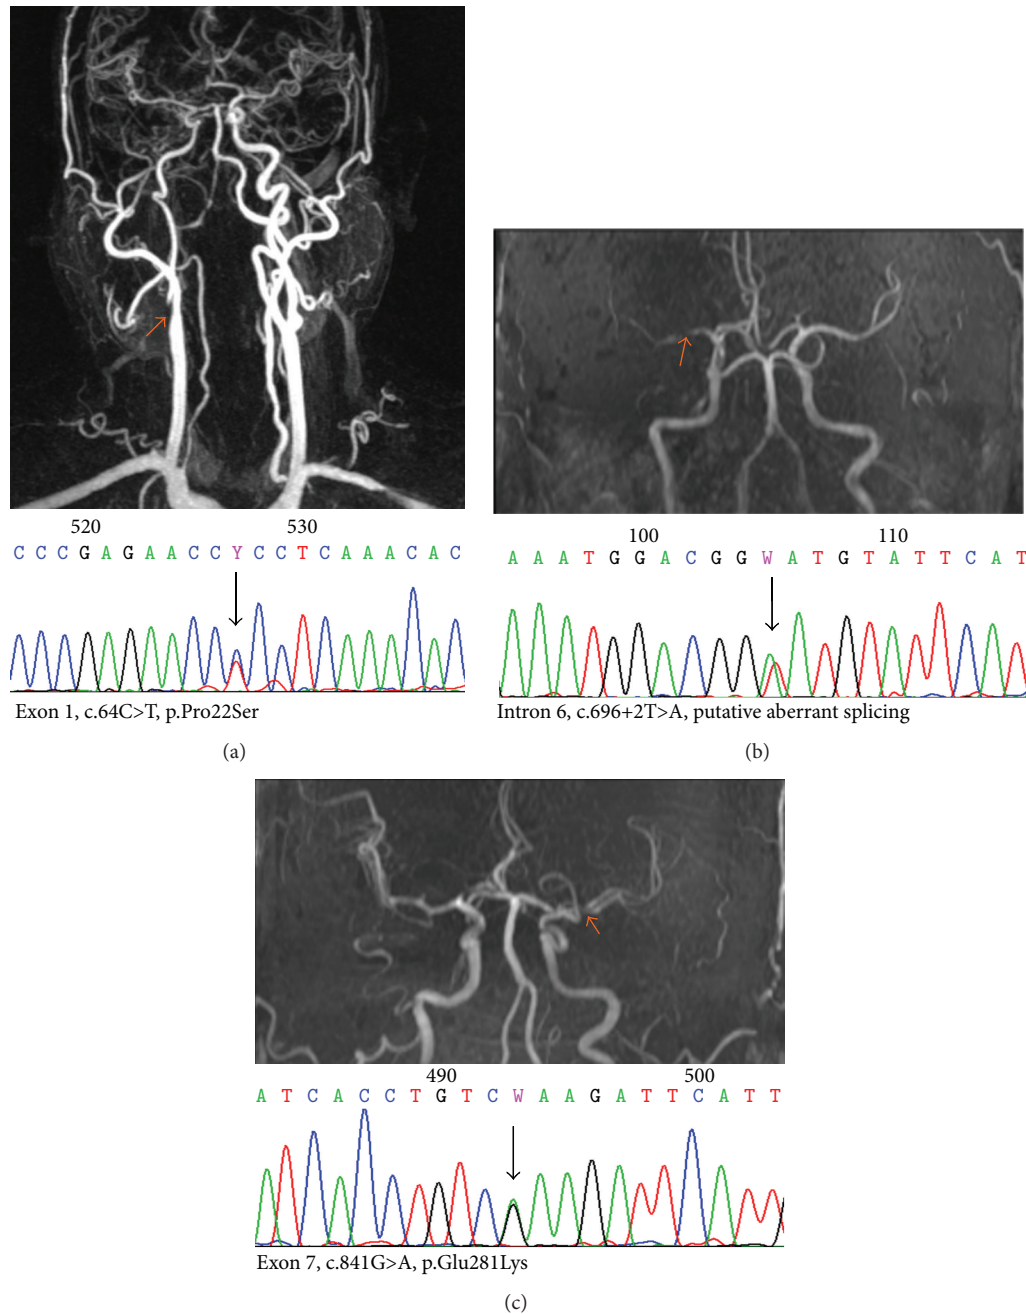 520 530
C C C G A G A A C C Y C C T C A A A C A C
Exon 1, c.64C>T, p.Pro22Ser
(a)
100 110
A A A T G G A C G G W A T G T A T T C A T
Intron 6, c.696+2T>A, putative aberrant splicing
(b)
490 500
A T C A C C T G T C W A A G A T T C A T T
Exon 7, c.841G>A, p.Glu281Lys
(c)